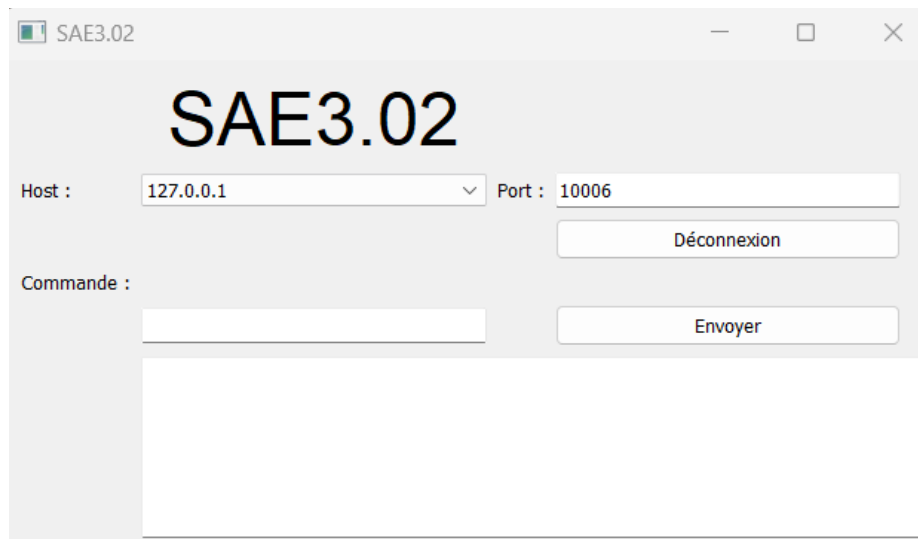 SAE3.02
SAE3.02
Host : 127.0.0.1 Port : 10006
Déconnexion
Commande :
Envoyer